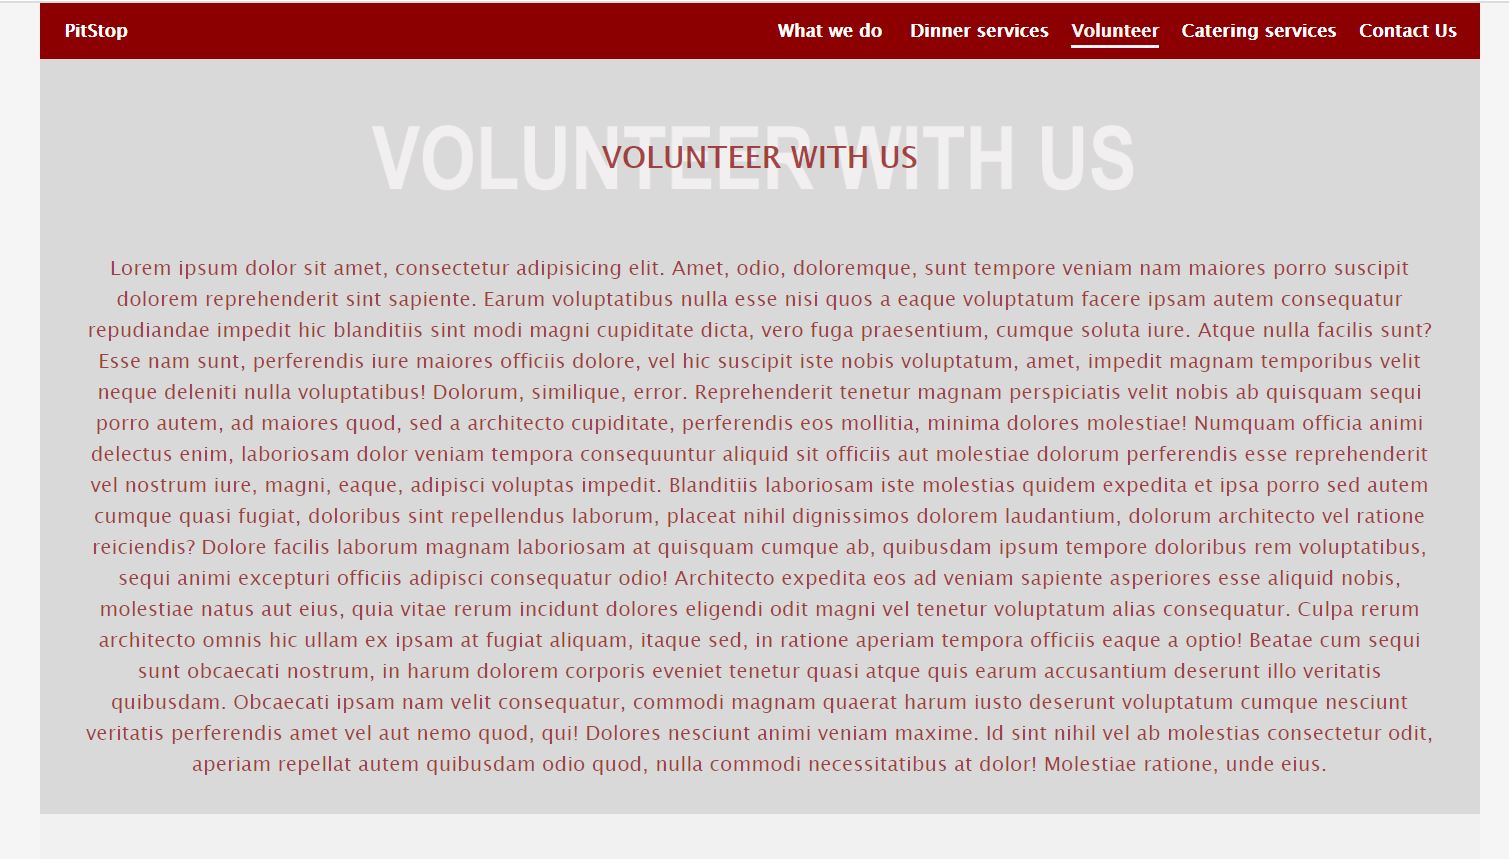 PitStop What we do Dinner services Volunteer Catering services Contact Us
VOLUNTEER WITH US
VOLUNTEER WITH US
Lorem ipsum dolor sit amet, consectetur adipisicing elit. Amet, odio, doloremque, sunt tempore veniam nam maiores porro suscipit
dolorem reprehenderit sint sapiente. Earum voluptatibus nulla esse nisi quos a eaque voluptatum facere ipsam autem consequatur
repudiandae impedit hic blanditiis sint modi magni cupiditate dicta, vero fuga praesentium, cumque soluta iure. Atque nulla facilis sunt?
Esse nam sunt, perferendis iure maiores officiis dolore, vel hic suscipit iste nobis voluptatum, amet, impedit magnam temporibus velit
neque deleniti nulla voluptatibus! Dolorum, similique, error. Reprehenderit tenetur magnam perspiciatis velit nobis ab quisquam sequi
porro autem, ad maiores quod, sed a architecto cupiditate, perferendis eos mollitia, minima dolores molestiae! Numquam officia animi
delectus enim, laboriosam dolor veniam tempora consequuntur aliquid sit officiis aut molestiae dolorum perferendis esse reprehenderit
vel nostrum iure, magni, eaque, adipisci voluptas impedit. Blanditiis laboriosam iste molestias quidem expedita et ipsa porro sed autem
cumque quasi fugiat, doloribus sint repellendus laborum, placeat nihil dignissimos dolorem laudantium, dolorum architecto vel ratione
reiciendis? Dolore facilis laborum magnam laboriosam at quisquam cumque ab, quibusdam ipsum tempore doloribus rem voluptatibus,
sequi animi excepturi officiis adipisci consequatur odio! Architecto expedita eos ad veniam sapiente asperiores esse aliquid nobis,
molestiae natus aut eius, quia vitae rerum incidunt dolores eligendi odit magni vel tenetur voluptatum alias consequatur. Culpa rerum
architecto omnis hic ullam ex ipsam at fugiat aliquam, itaque sed, in ratione aperiam tempora officiis eaque a optio! Beatae cum sequi
sunt obcaecati nostrum, in harum dolorem corporis eveniet tenetur quasi atque quis earum accusantium deserunt illo veritatis
quibusdam. Obcaecati ipsam nam velit consequatur, commodi magnam quaerat harum iusto deserunt voluptatum cumque nesciunt
veritatis perferendis amet vel aut nemo quod, qui! Dolores nesciunt animi veniam maxime. Id sint nihil vel ab molestias consectetur odit,
aperiam repellat autem quibusdam odio quod, nulla commodi necessitatibus at dolor! Molestiae ratione, unde eius.